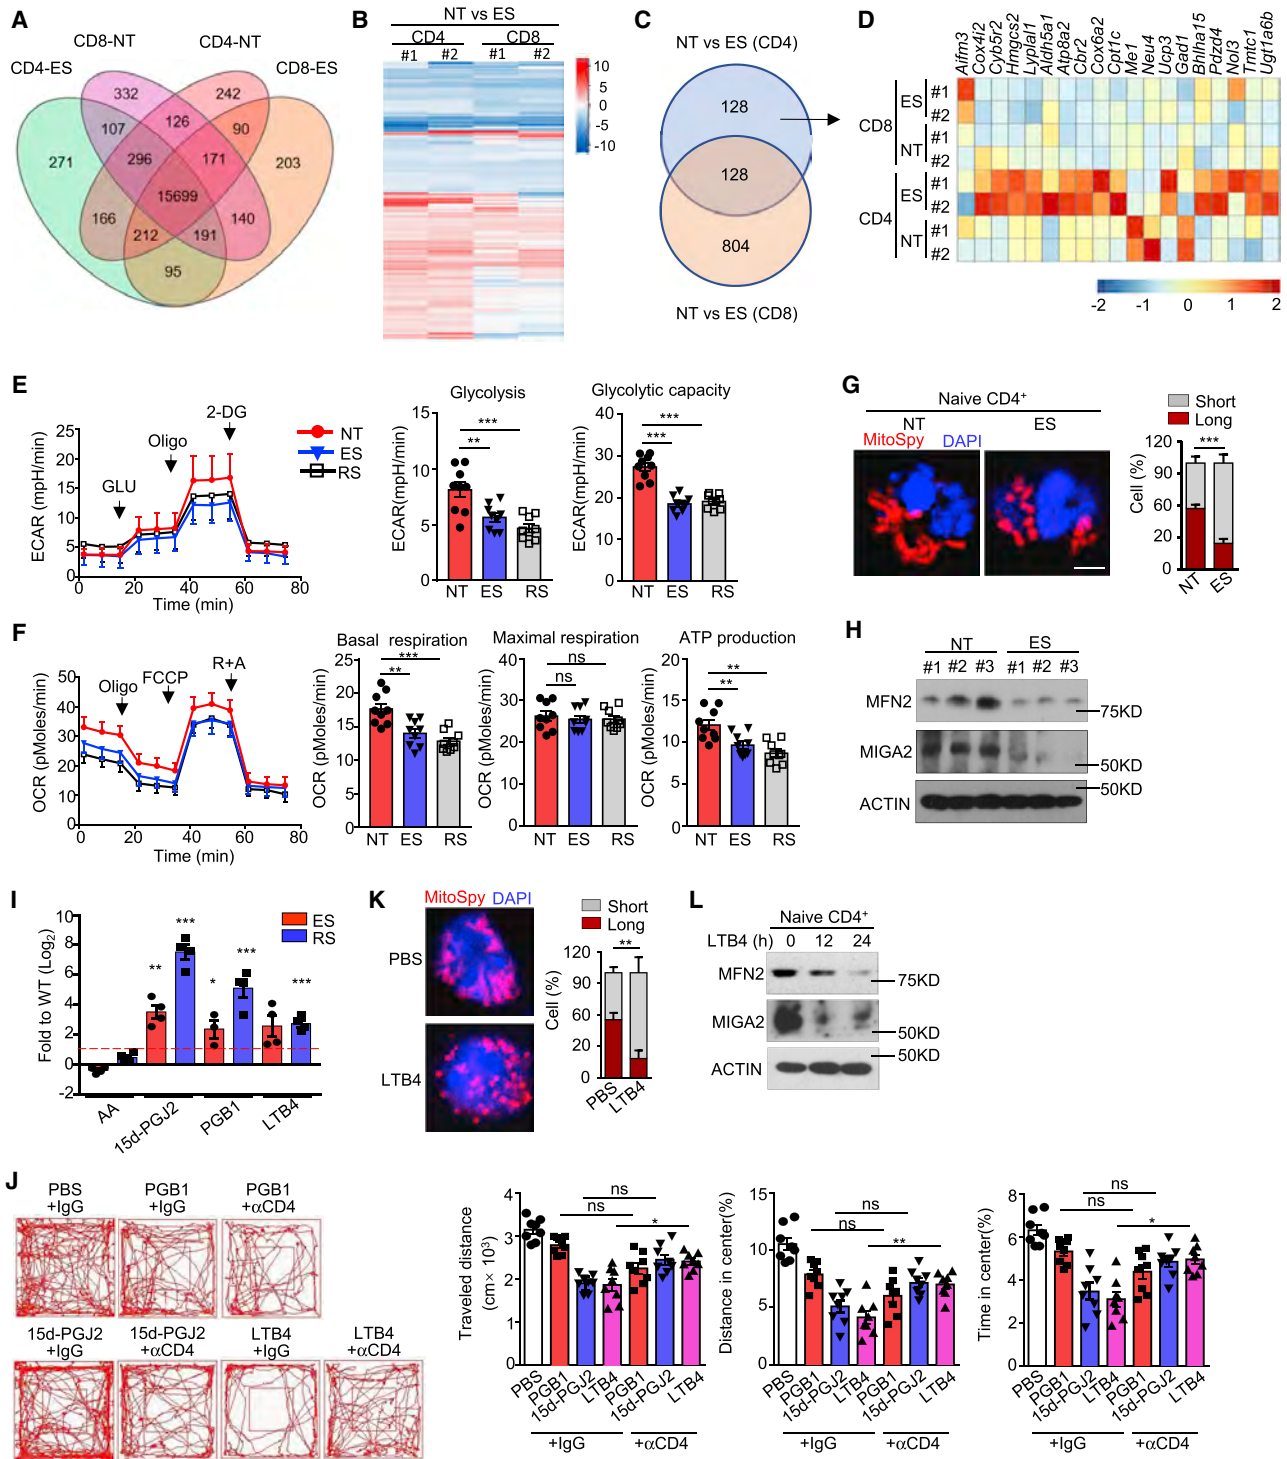 A
CD8-NT
CD4-NT
CD4-ES
CD8-ES
332
242
107
126
90
271
296
171
203
15699
166
140
212
191
95
B
NT vs ES
CD4
CD8
#1
#2
#1
#2
10
5
0
-5
-10
C
NT vs ES (CD4)
128
128
804
NT vs ES (CD8)
D
Aifm3
Cox4i2
Cyb5r2
Hmgcs2
Lyplal1
Aldh5a1
Atp8a2
Cbr2
Cox6a2
Cpt1c
Me1
Neu4
Ucp3
Gad1
Bhlha15
Pdzd4
Nol3
Tmtc1
Ugt1a6b
CD8
ES
#1
#2
NT
#1
#2
CD4
ES
#1
#2
NT
#1
#2
-2
-1
0
1
2
E
ECAR (mpH/min)
25
20
15
10
5
0
GLU
Oligo
2-DG
NT
ES
RS
0
20
40
60
80
Time (min)
Glycolysis
ECAR(mpH/min)
15
10
5
0
***
**
NT
ES
RS
Glycolytic capacity
ECAR(mpH/min)
40
30
20
10
0
***
***
NT
ES
RS
F
OCR (pMoles/min)
50
40
30
20
10
0
Oligo
FCCP
R+A
0
20
40
60
80
Time (min)
Basal respiration
OCR (pMoles/min)
25
20
15
10
5
0
***
**
NT
ES
RS
Maximal respiration
OCR (pMoles/min)
40
30
20
10
0
ns
ns
NT
ES
RS
ATP production
OCR (pMoles/min)
20
15
10
5
0
**
**
NT
ES
RS
G
Naive CD4+
NT
ES
MitoSpy
DAPI
Short
Long
Cell (%)
120
100
60
20
0
***
NT
ES
H
NT
ES
#1 #2 #3 #1 #2 #3
MFN2
75KD
MIGA2
50KD
50KD
ACTIN
I
Fold to WT (Log2)
10
8
6
4
2
0
-2
ES
RS
**
***
*
***
***
AA
15d-PGJ2
PGB1
LTB4
K
MitoSpy DAPI
PBS
LTB4
Short
Long
Cell (%)
120
90
60
20
0
**
PBS
LTB4
L
Naive CD4+
LTB4 (h) 0 12 24
MFN2
75KD
MIGA2
50KD
50KD
ACTIN
J
PBS
+IgG
PGB1
+IgG
PGB1
+αCD4
15d-PGJ2
+IgG
15d-PGJ2
+αCD4
LTB4
+IgG
LTB4
+αCD4
Traveled distance
(cm× 103)
4
3
2
1
0
ns
ns
*
PBS
PGB1
15d-PGJ2
LTB4
PGB1
15d-PGJ2
LTB4
+IgG
+αCD4
Distance in center(%)
15
10
5
0
ns
ns
**
PBS
PGB1
15d-PGJ2
LTB4
PGB1
15d-PGJ2
LTB4
+IgG
+αCD4
Time in center(%)
8
6
4
2
0
ns
ns
*
PBS
PGB1
15d-PGJ2
LTB4
PGB1
15d-PGJ2
LTB4
+IgG
+αCD4